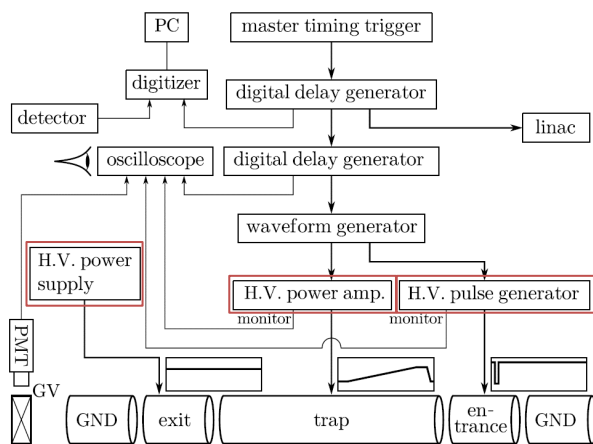 PC
master timing trigger
digitizer
digital delay generator
detector
linac
oscilloscope
digital delay generator
waveform generator
H.V. power
supply
H.V. power amp.
H.V. pulse generator
monitor
monitor
PMT
GV
GND
exit
trap
en-
trance
GND